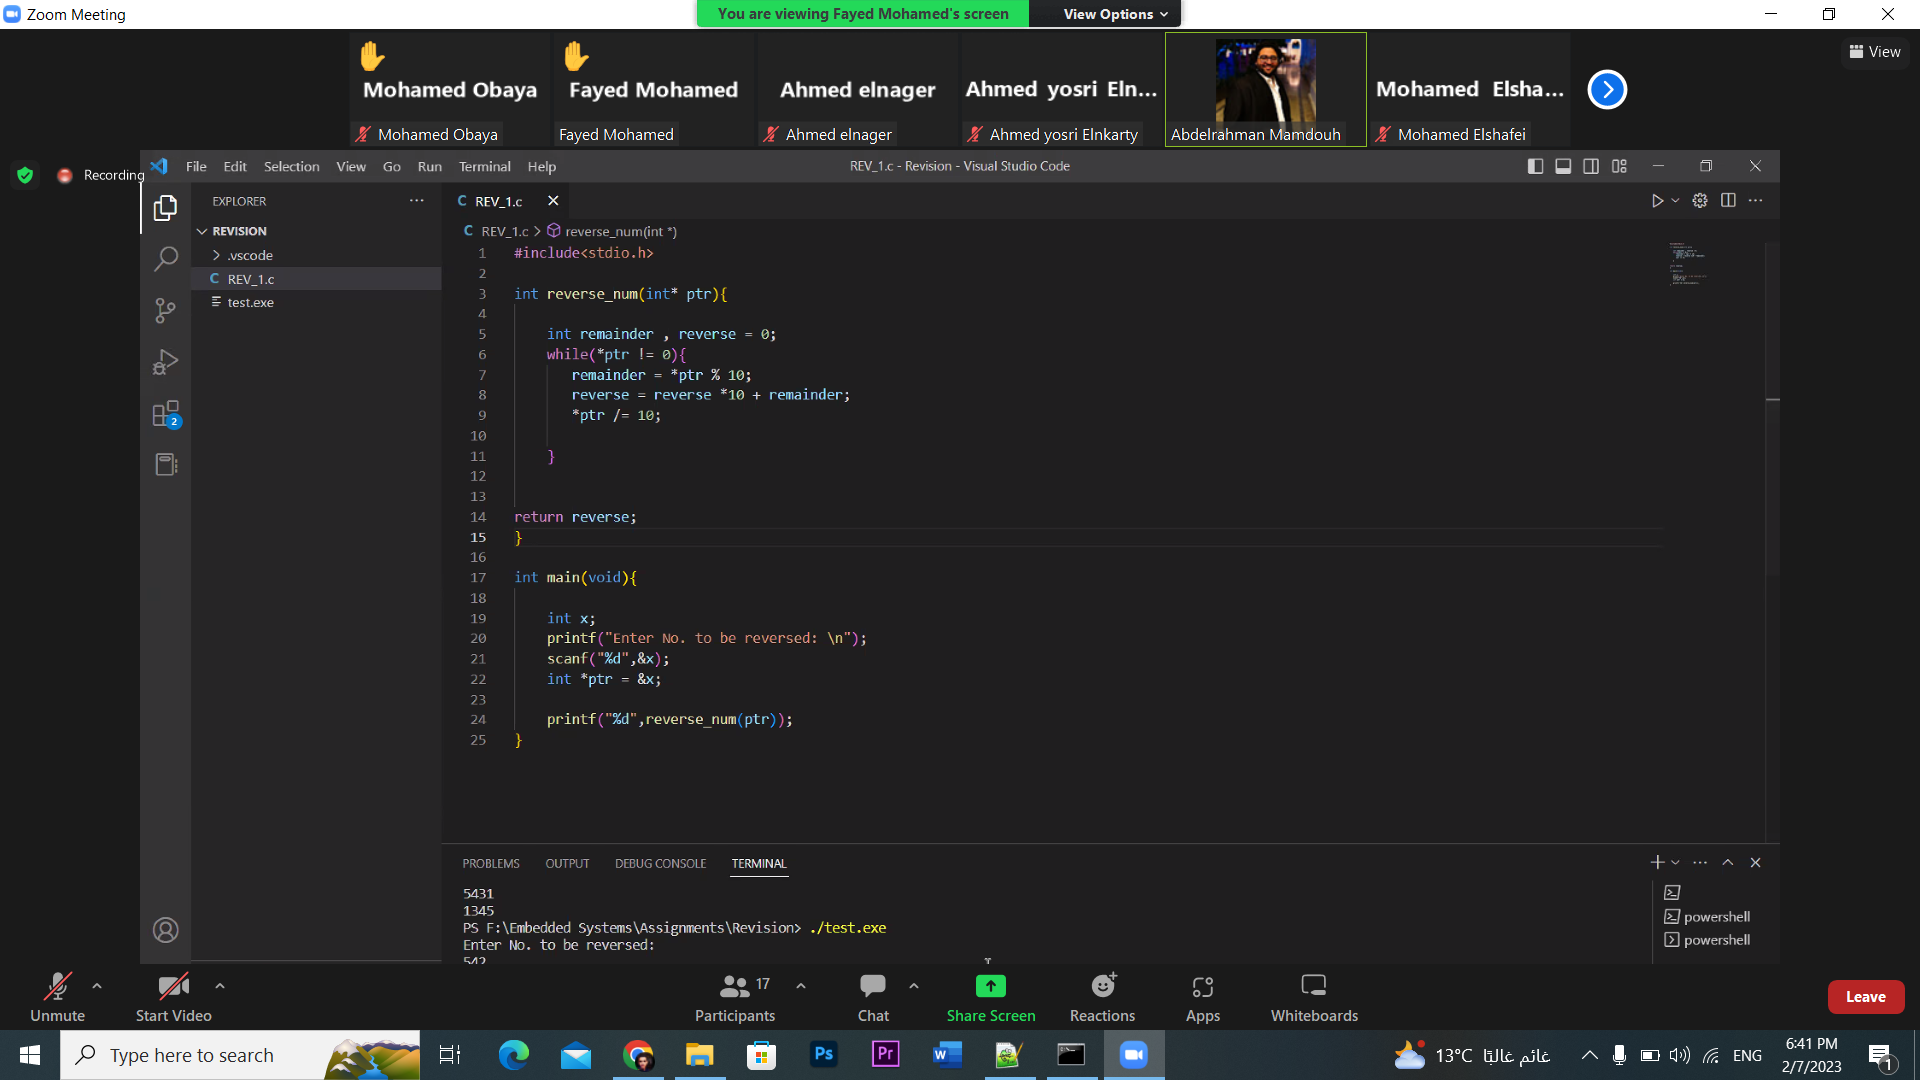 Zoom Meeting
You are viewing Fayed Mohamed's screen
View Options
View
Mohamed Obaya
Fayed Mohamed
Ahmed elnager
Ahmed yosri Eln...
Mohamed Elsha...
Mohamed Obaya
Fayed Mohamed
Ahmed elnager
Ahmed yosri Elnkarty
Abdelrahman Mamdouh
Mohamed Elshafei
Recording
File Edit Selection View Go Run Terminal Help
REV_1.c - Revision - Visual Studio Code
EXPLORER
REVISION
.vscode
C REV_1.c
test.exe
2
C REV_1.c
C REV_1.c > reverse_num(int *)
1 #include<stdio.h>
2
3 int reverse_num(int* ptr){
4
5 int remainder , reverse = 0;
6 while(*ptr != 0){
7 remainder = *ptr % 10;
8 reverse = reverse *10 + remainder;
9 *ptr /= 10;
10
11 }
12
13
14 return reverse;
15 }
16
17 int main(void){
18
19 int x;
20 printf("Enter No. to be reversed: \n");
21 scanf("%d",&x);
22 int *ptr = &x;
23
24 printf("%d",reverse_num(ptr));
25 }
PROBLEMS OUTPUT DEBUG CONSOLE TERMINAL
5431
1345
PS F:\Embedded Systems\Assignments\Revision> ./test.exe
Enter No. to be reversed:
542
powershell
powershell
Unmute
Start Video
17
Participants
Chat
Share Screen
Reactions
Apps
Whiteboards
Leave
Type here to search
Ps
Pr
W
13°C غائم غالبًا
ENG
6:41 PM
2/7/2023
1